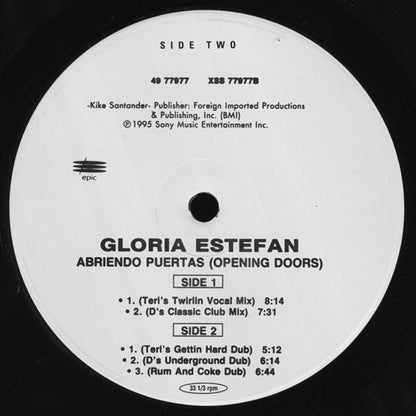 SIDE TWO
49 77977 XSS 77977B
-Kike Santander- Publisher: Foreign Imported Productions
& Publishing, Inc. (BMI)
℗ 1995 Sony Music Entertainment Inc.
epic
GLORIA ESTEFAN
ABRIENDO PUERTAS (OPENING DOORS)
SIDE 1
• 1. (Teri's Twirlin Vocal Mix) 8:14
• 2. (D's Classic Club Mix) 7:31
SIDE 2
• 1. (Teri's Gettin Hard Dub) 5:12
• 2. (D's Underground Dub) 6:14
• 3. (Rum And Coke Dub) 6:44
33 1/3 rpm